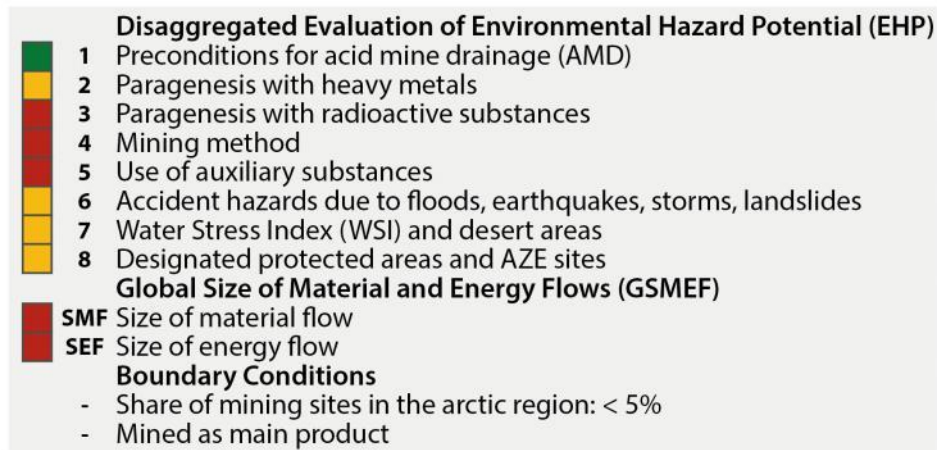 Disaggregated Evaluation of Environmental Hazard Potential (EHP)
1 Preconditions for acid mine drainage (AMD)
2 Paragenesis with heavy metals
3 Paragenesis with radioactive substances
4 Mining method
5 Use of auxiliary substances
6 Accident hazards due to floods, earthquakes, storms, landslides
7 Water Stress Index (WSI) and desert areas
8 Designated protected areas and AZE sites
Global Size of Material and Energy Flows (GSMEF)
SMF Size of material flow
SEF Size of energy flow
Boundary Conditions
- Share of mining sites in the arctic region: < 5%
- Mined as main product